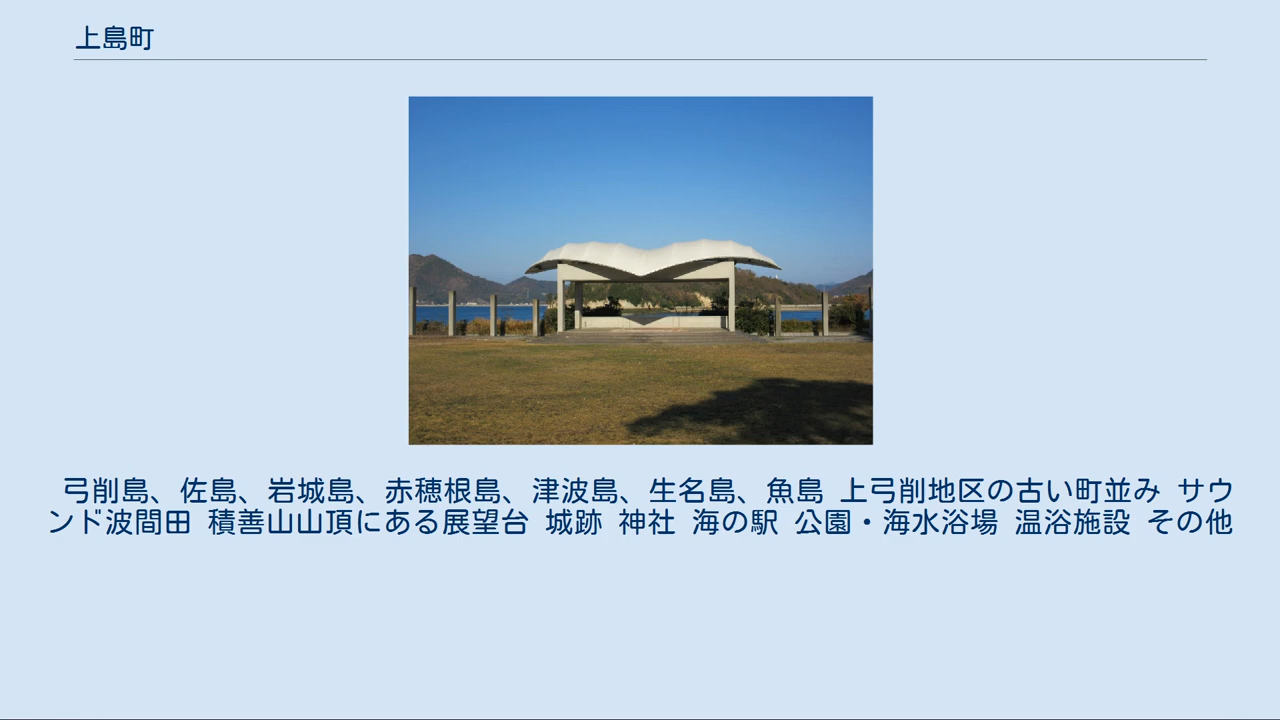 上島町
弓削島、佐島、岩城島、赤穂根島、津波島、生名島、魚島 上弓削地区の古い町並み サウ
ンド波間田 積善山山頂にある展望台 城跡 神社 海の駅 公園・海水浴場 温浴施設 その他